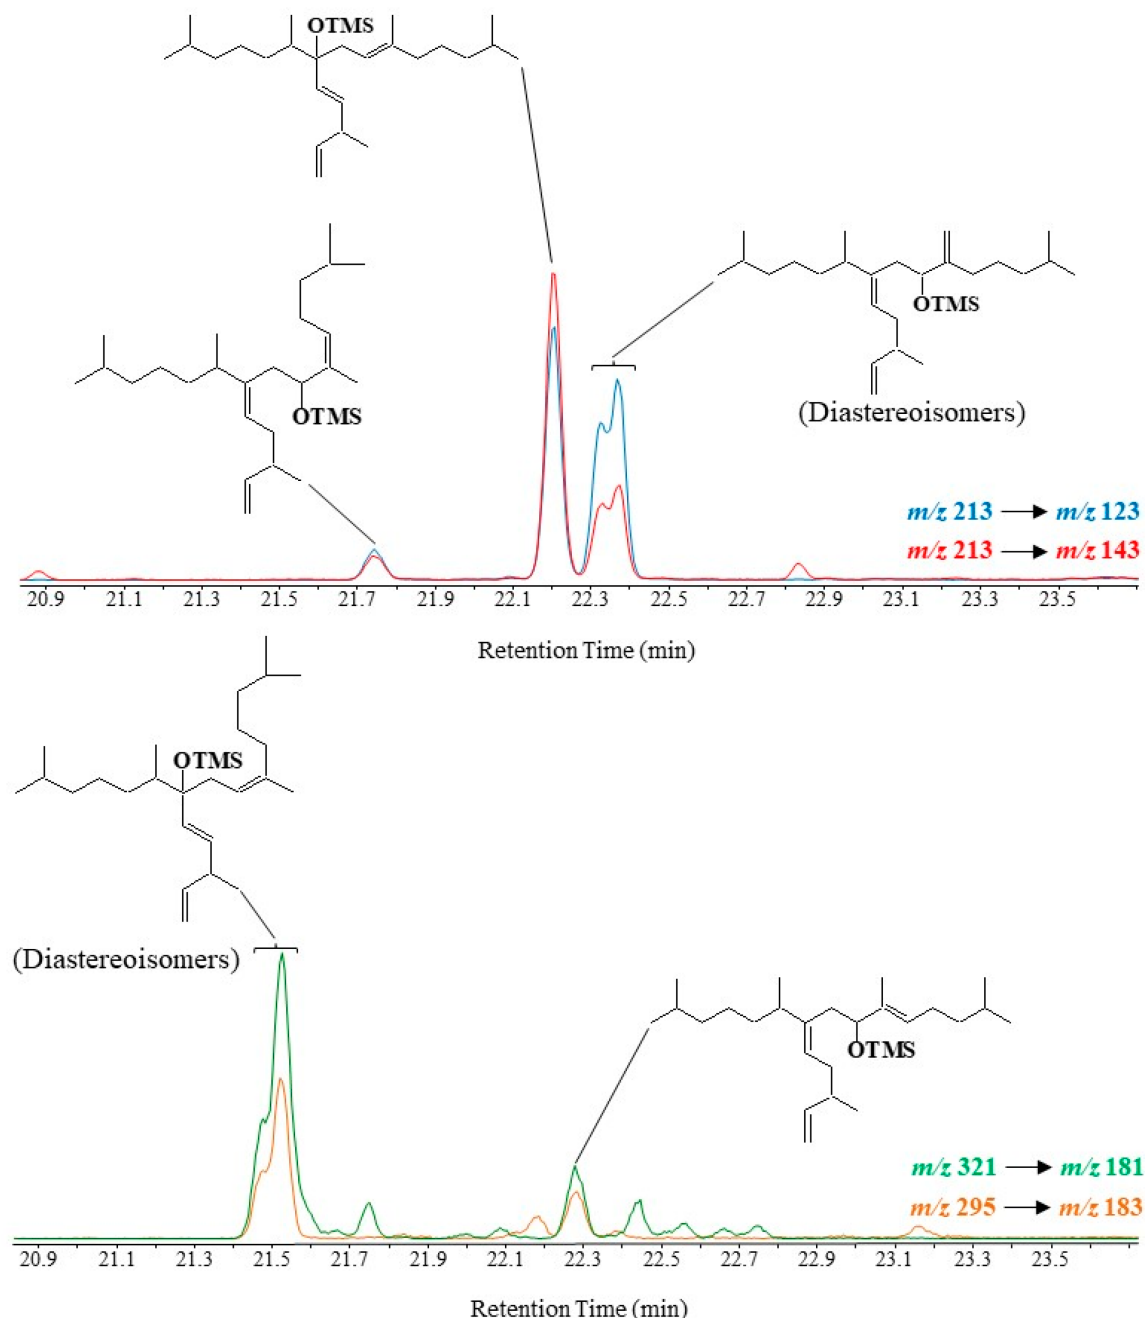 OTMS
OTMS
OTMS
(Diastereoisomers)
m/z 213 → m/z 123
m/z 213 → m/z 143
20.9 21.1 21.3 21.5 21.7 21.9 22.1 22.3 22.5 22.7 22.9 23.1 23.3 23.5
Retention Time (min)
OTMS
(Diastereoisomers)
OTMS
m/z 321 → m/z 181
m/z 295 → m/z 183
20.9 21.1 21.3 21.5 21.7 21.9 22.1 22.3 22.5 22.7 22.9 23.1 23.3 23.5
Retention Time (min)